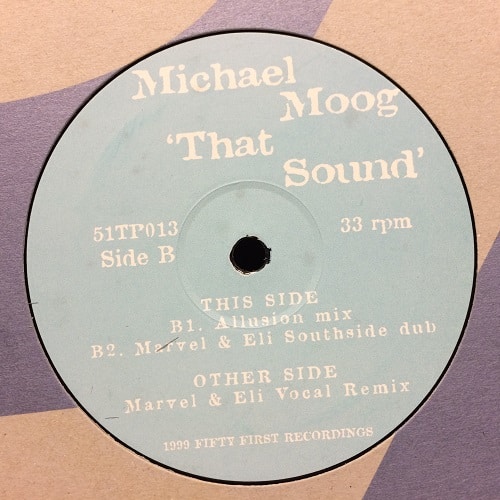 Michael
Moog
'That
Sound'
51TP013
33 rpm
Side B
THIS SIDE
B1. Allusion mix
B2. Marvel & Eli Southside dub
OTHER SIDE
Marvel & Eli Vocal Remix
1999 FIFTY FIRST RECORDINGS